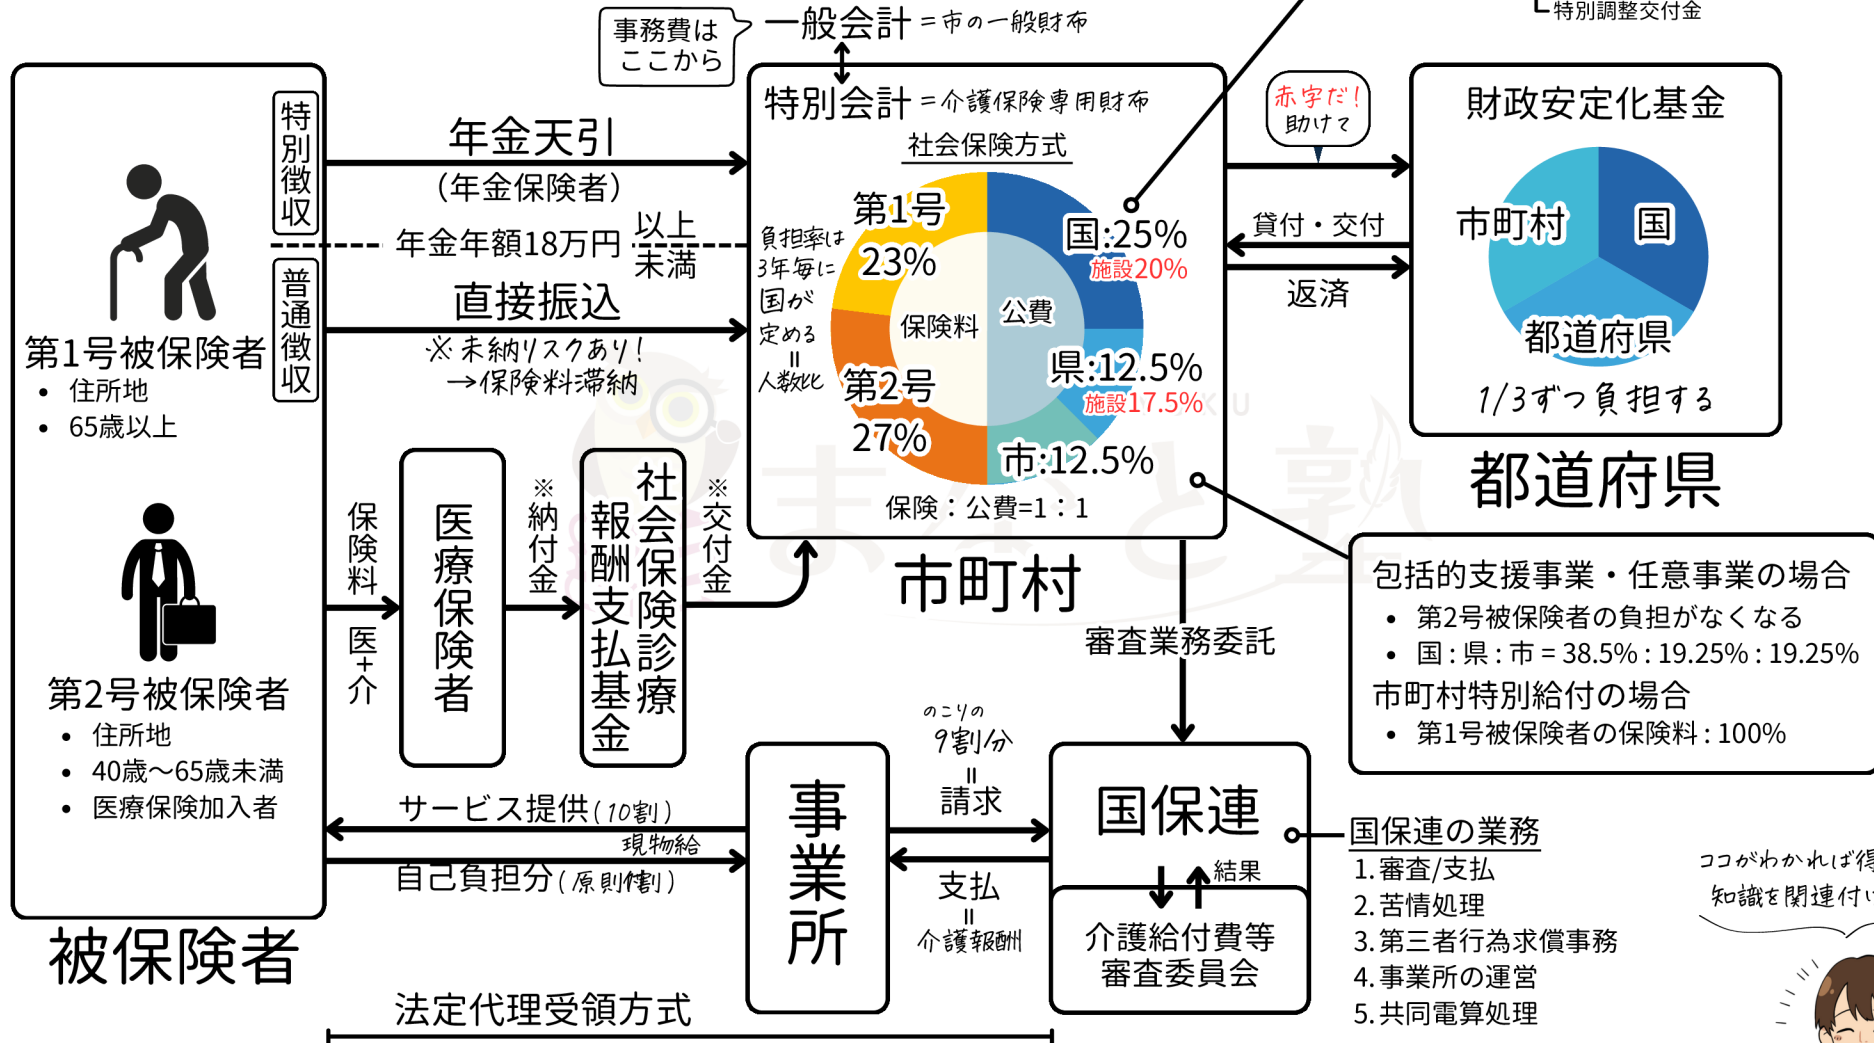 事務費は
ここから
一般会計 = 市の一般財布
特別調整交付金
特別会計 = 介護保険専用財布
社会保険方式
第1号
23%
第2号
27%
負担率は
3年毎に
国が
定める
=
人数比
保険料
公費
国:25%
施設20%
県:12.5%
施設17.5%
市:12.5%
保険：公費=1：1
市町村
特別徴収
普通徴収
年金天引
（年金保険者）
年金年額18万円
以上
未満
直接振込
※未納リスクあり!
→保険料滞納
第1号被保険者
• 住所地
• 65歳以上
第2号被保険者
• 住所地
• 40歳〜65歳未満
• 医療保険加入者
被保険者
保険料
医+介
医療保険者
※納付金
社会保険診療
報酬支払基金
※交付金
赤字だ!
助けて
貸付・交付
返済
財政安定化基金
市町村
国
都道府県
1/3ずつ負担する
都道府県
包括的支援事業・任意事業の場合
• 第2号被保険者の負担がなくなる
• 国 : 県 : 市 = 38.5% : 19.25% : 19.25%
市町村特別給付の場合
• 第1号被保険者の保険料 : 100%
審査業務委託
サービス提供(10割)
現物給
自己負担分(原則割)
事業所
のこりの
9割分
=
請求
支払
=
介護報酬
国保連
結果
介護給付費等
審査委員会
国保連の業務
1. 審査/支払
2. 苦情処理
3. 第三者行為求償事務
4. 事業所の運営
5. 共同電算処理
ココがわかれば得
知識を関連付
法定代理受領方式